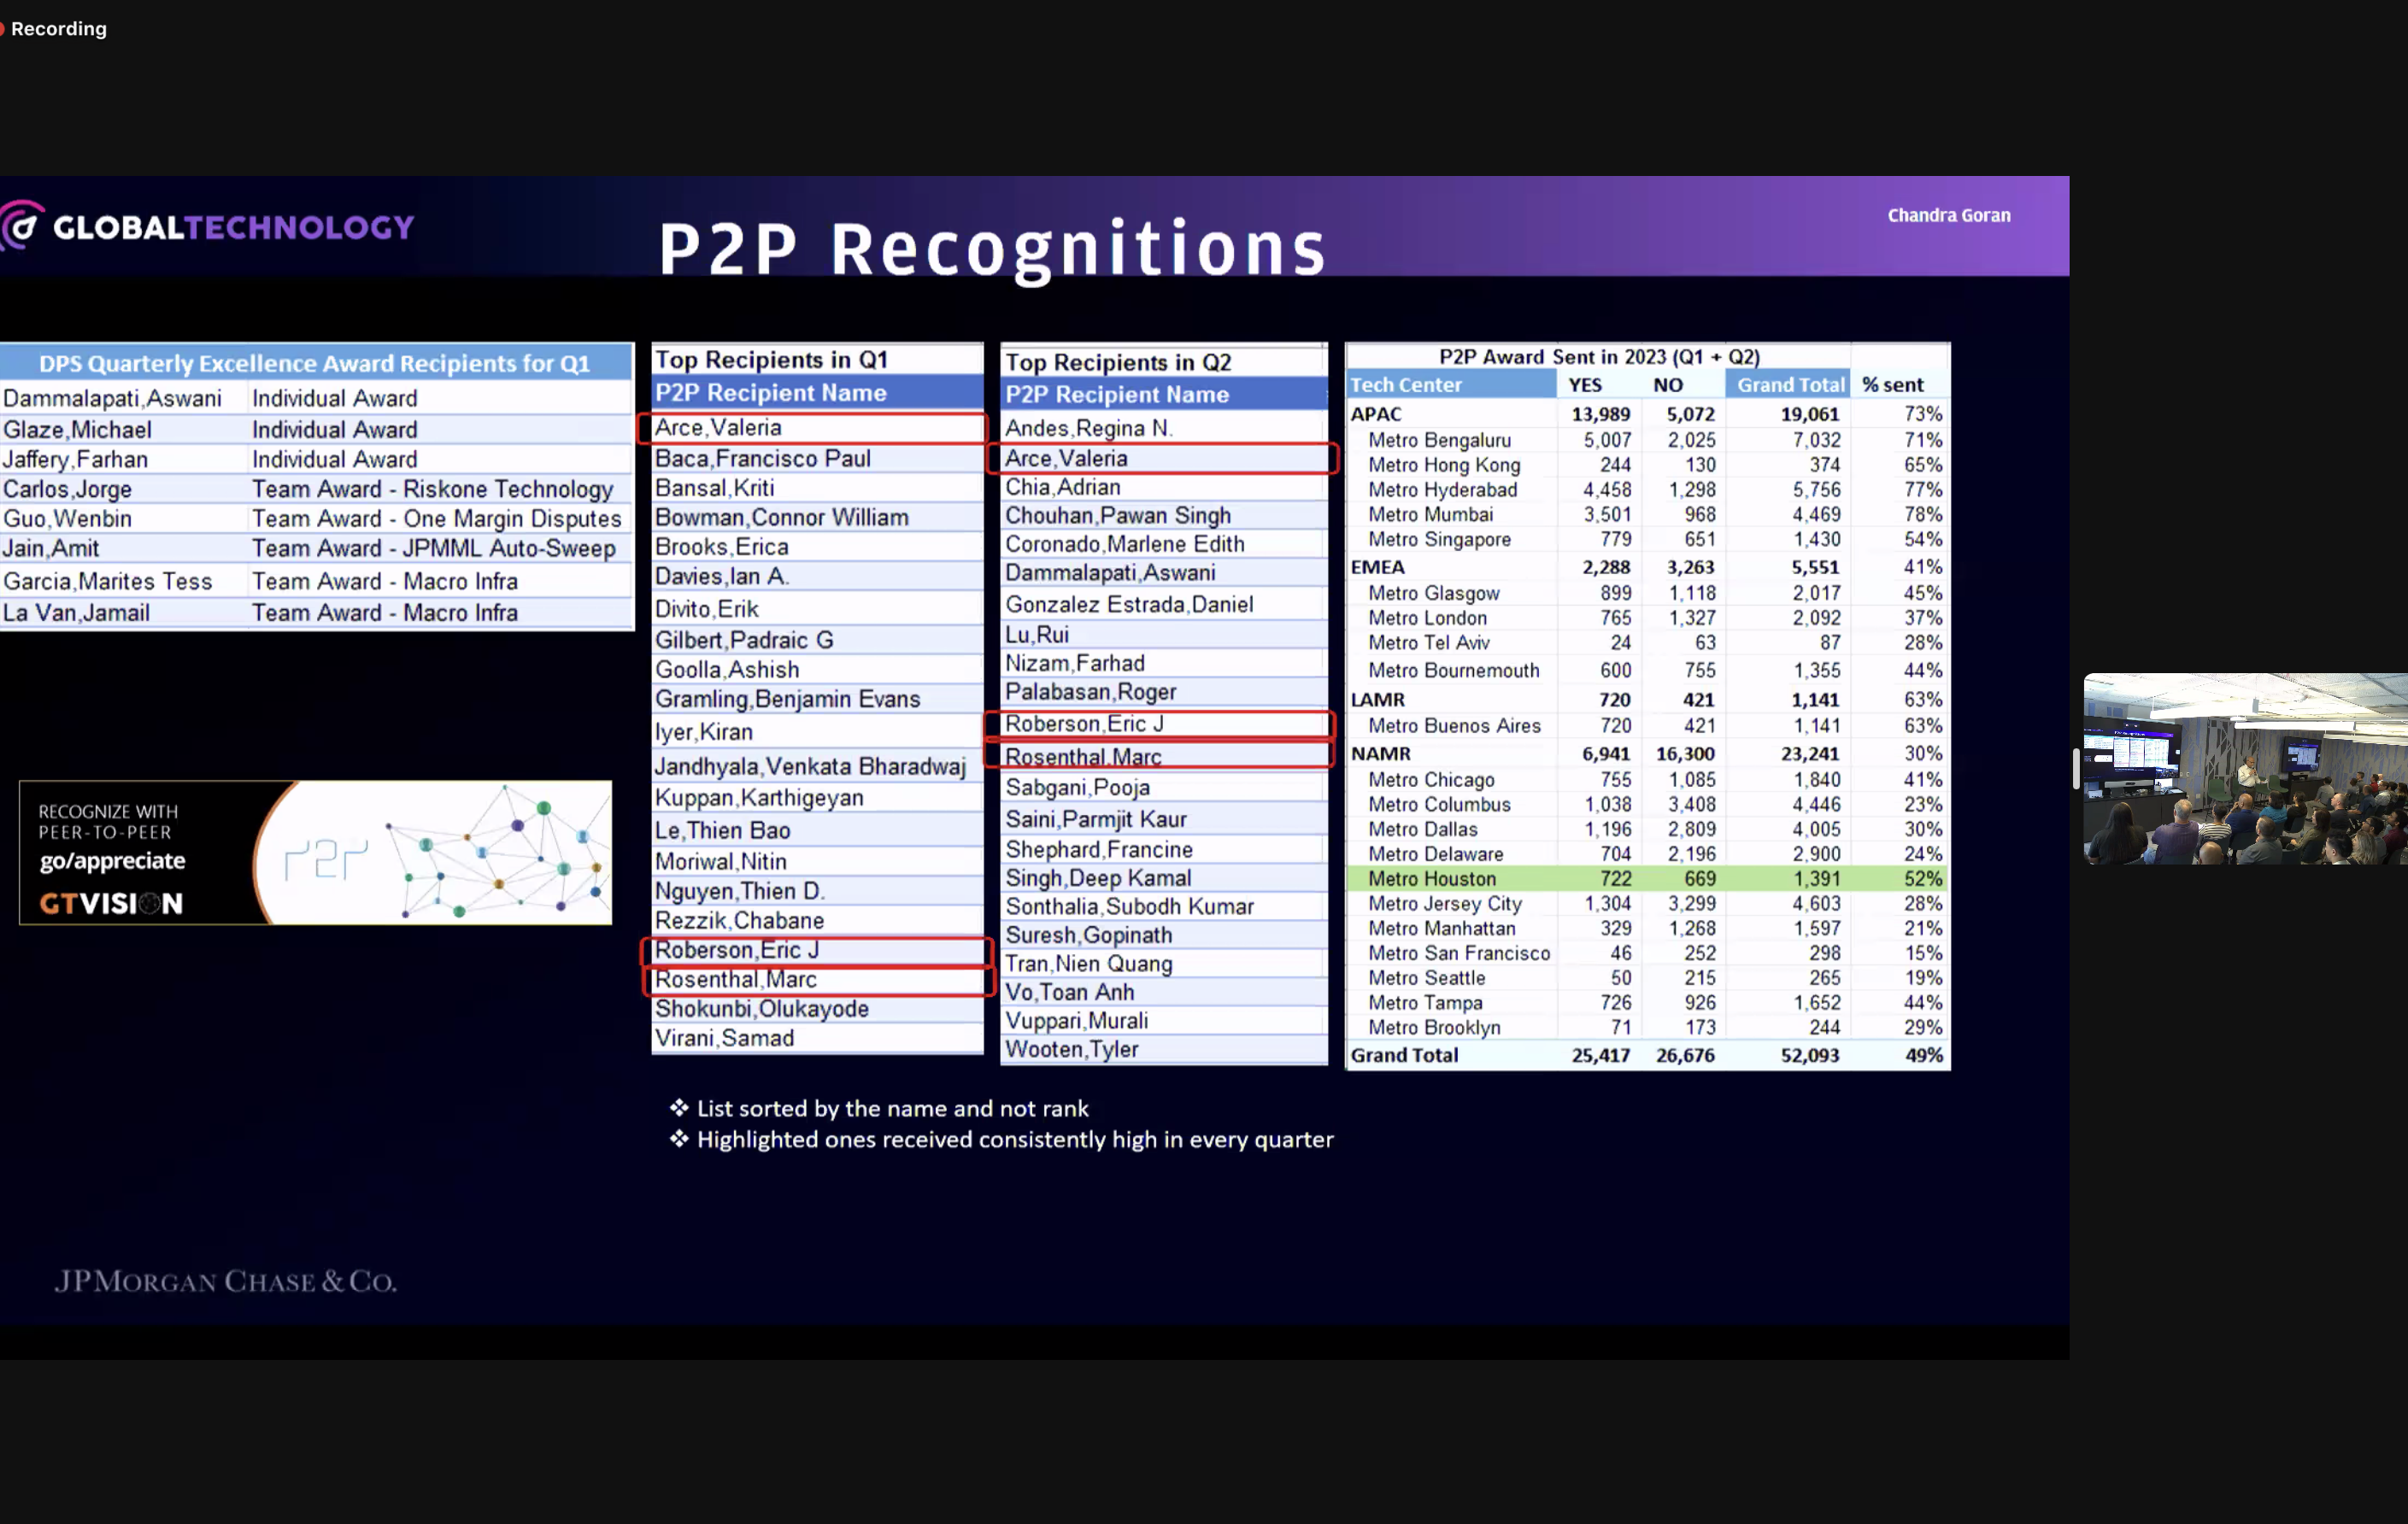 Recording
GLOBALTECHNOLOGY
P2P Recognitions
Chandra Goran
DPS Quarterly Excellence Award Recipients for Q1
Dammalapati,Aswani Individual Award
Glaze,Michael Individual Award
Jaffery,Farhan Individual Award
Carlos,Jorge Team Award - Riskone Technology
Guo,Wenbin Team Award - One Margin Disputes
Jain,Amit Team Award - JPMML Auto-Sweep
Garcia,Marites Tess Team Award - Macro Infra
La Van,Jamail Team Award - Macro Infra
RECOGNIZE WITH
PEER-TO-PEER
go/appreciate
GTVISION
P2P
Top Recipients in Q1
P2P Recipient Name
Arce,Valeria
Baca,Francisco Paul
Bansal,Kriti
Bowman,Connor William
Brooks,Erica
Davies,Ian A.
Divito,Erik
Gilbert,Padraic G
Goolla,Ashish
Gramling,Benjamin Evans
Iyer,Kiran
Jandhyala,Venkata Bharadwaj
Kuppan,Karthigeyan
Le,Thien Bao
Moriwal,Nitin
Nguyen,Thien D.
Rezzik,Chabane
Roberson,Eric J
Rosenthal,Marc
Shokunbi,Olukayode
Virani,Samad
Top Recipients in Q2
P2P Recipient Name
Andes,Regina N.
Arce,Valeria
Chia,Adrian
Chouhan,Pawan Singh
Coronado,Marlene Edith
Dammalapati,Aswani
Gonzalez Estrada,Daniel
Lu,Rui
Nizam,Farhad
Palabasan,Roger
Roberson,Eric J
Rosenthal,Marc
Sabgani,Pooja
Saini,Parmjit Kaur
Shephard,Francine
Singh,Deep Kamal
Sonthalia,Subodh Kumar
Suresh,Gopinath
Tran,Nien Quang
Vo,Toan Anh
Vuppari,Murali
Wooten,Tyler
P2P Award Sent in 2023 (Q1 + Q2)
Tech Center YES NO Grand Total % sent
APAC 13,989 5,072 19,061 73%
Metro Bengaluru 5,007 2,025 7,032 71%
Metro Hong Kong 244 130 374 65%
Metro Hyderabad 4,458 1,298 5,756 77%
Metro Mumbai 3,501 968 4,469 78%
Metro Singapore 779 651 1,430 54%
EMEA 2,288 3,263 5,551 41%
Metro Glasgow 899 1,118 2,017 45%
Metro London 765 1,327 2,092 37%
Metro Tel Aviv 24 63 87 28%
Metro Bournemouth 600 755 1,355 44%
LAMR 720 421 1,141 63%
Metro Buenos Aires 720 421 1,141 63%
NAMR 6,941 16,300 23,241 30%
Metro Chicago 755 1,085 1,840 41%
Metro Columbus 1,038 3,408 4,446 23%
Metro Dallas 1,196 2,809 4,005 30%
Metro Delaware 704 2,196 2,900 24%
Metro Houston 722 669 1,391 52%
Metro Jersey City 1,304 3,299 4,603 28%
Metro Manhattan 329 1,268 1,597 21%
Metro San Francisco 46 252 298 15%
Metro Seattle 50 215 265 19%
Metro Tampa 726 926 1,652 44%
Metro Brooklyn 71 173 244 29%
Grand Total 25,417 26,676 52,093 49%
❖ List sorted by the name and not rank
❖ Highlighted ones received consistently high in every quarter
JPMORGAN CHASE & CO.